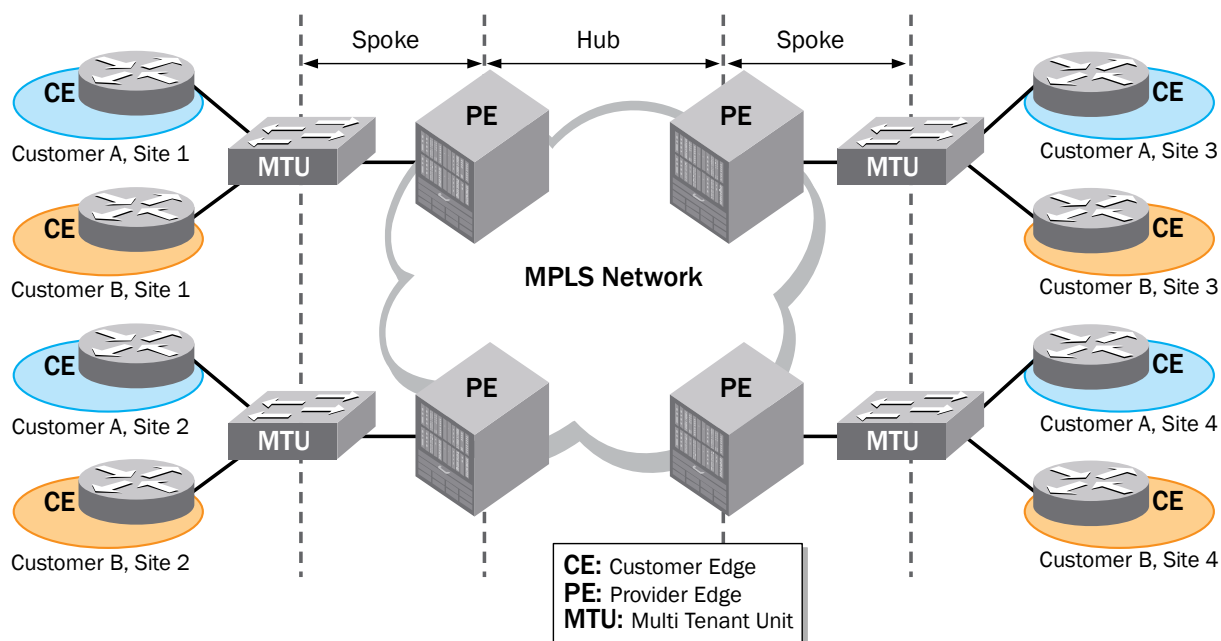 Spoke
Hub
Spoke
CE
PE
PE
CE
Customer A, Site 1
MTU
MTU
Customer A, Site 3
CE
CE
Customer B, Site 1
MPLS Network
Customer B, Site 3
CE
PE
PE
CE
Customer A, Site 2
MTU
MTU
Customer A, Site 4
CE
CE
Customer B, Site 2
Customer B, Site 4
CE: Customer Edge
PE: Provider Edge
MTU: Multi Tenant Unit